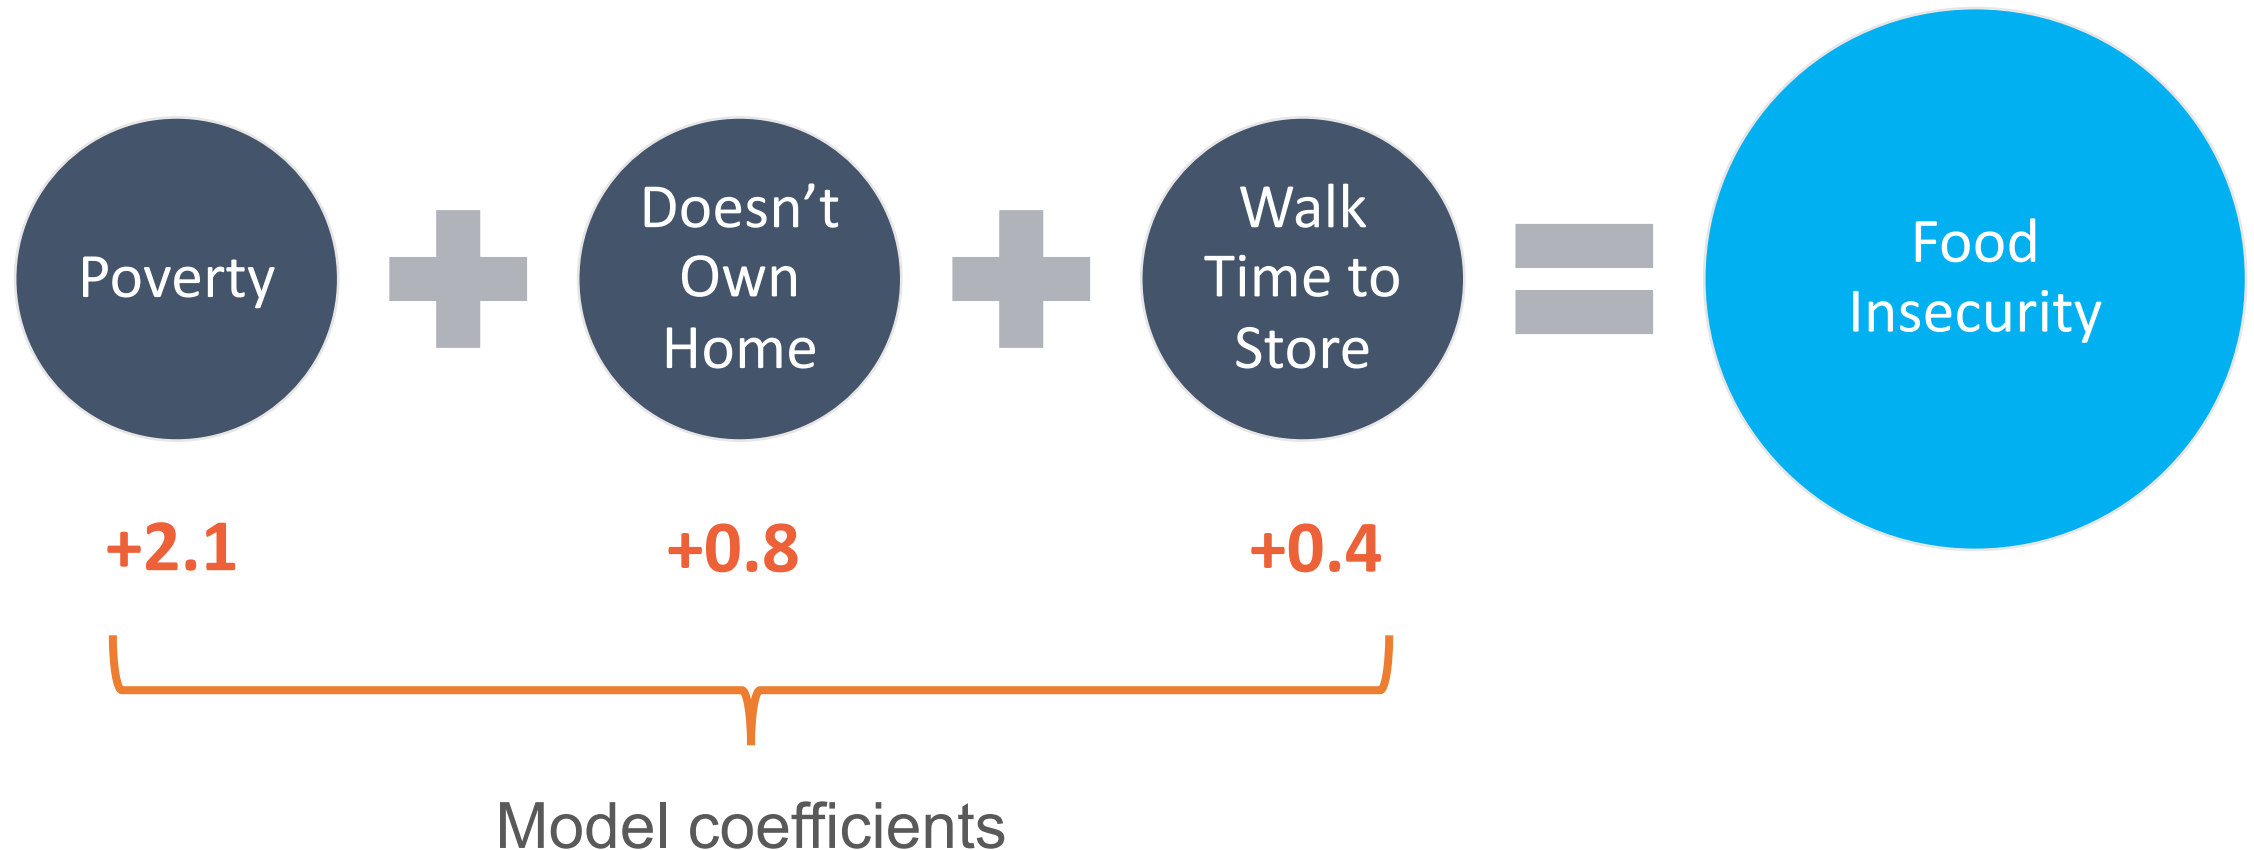 Poverty
Doesn’t
Own
Home
Walk
Time to
Store
Food
Insecurity
+2.1
+0.8
+0.4
Model coefficients